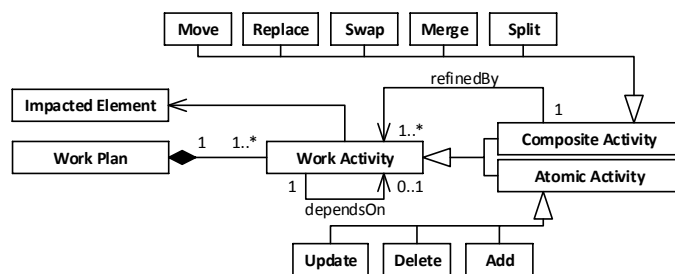 Move Replace Swap Merge Split
refinedBy
Impacted Element
1
1..*
Composite Activity
Work Plan 1 1..* Work Activity
Atomic Activity
1 0..1
dependsOn
Update Delete Add